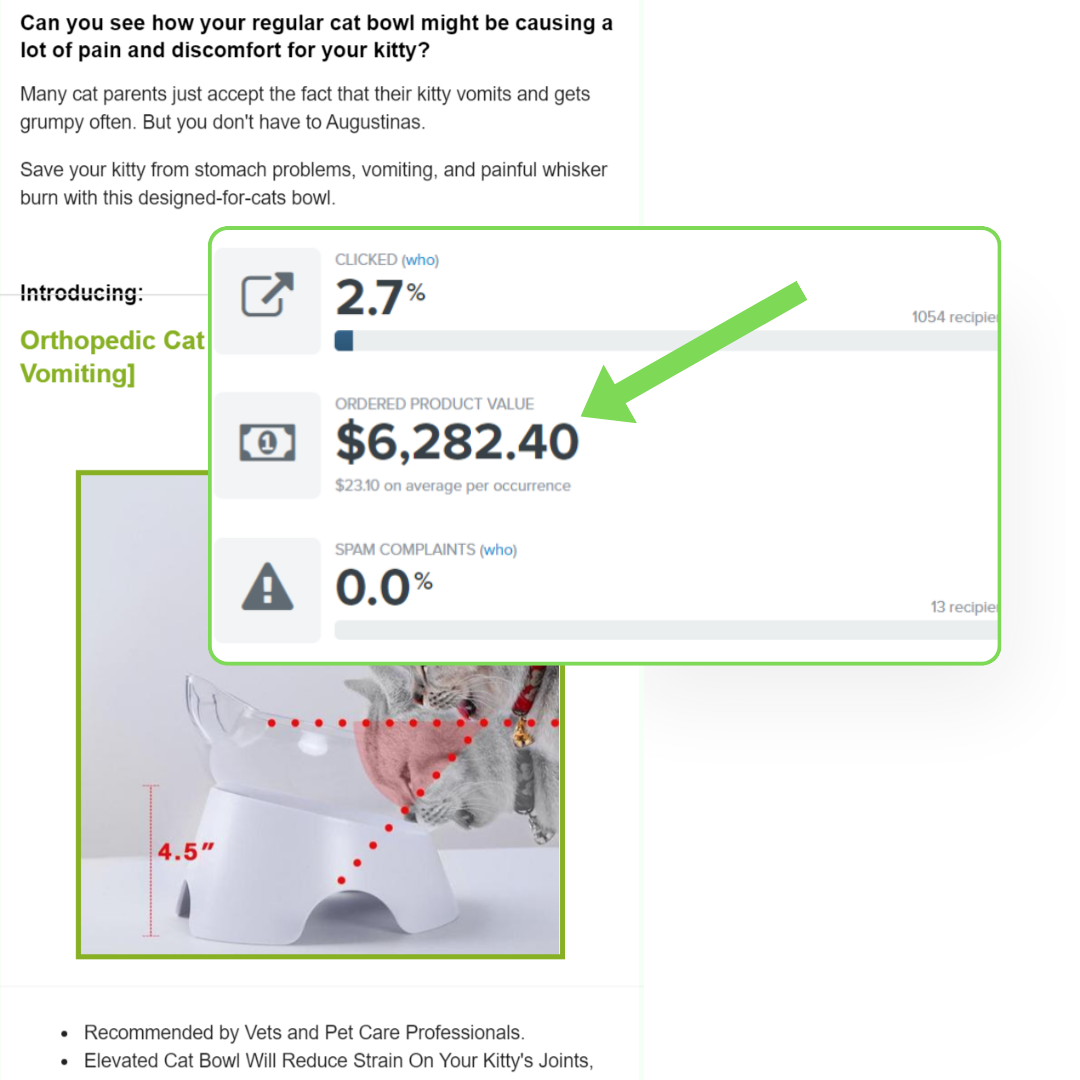 Can you see how your regular cat bowl might be causing a
lot of pain and discomfort for your kitty?
Many cat parents just accept the fact that their kitty vomits and gets
grumpy often. But you don't have to Augustinas.
Save your kitty from stomach problems, vomiting, and painful whisker
burn with this designed-for-cats bowl.
Introducing:
Orthopedic Cat
Vomiting]
CLICKED (who)
2.7%
1054 recipie
ORDERED PRODUCT VALUE
$6,282.40
$23.10 on average per occurrence
SPAM COMPLAINTS (who)
0.0%
13 recipie
4.5”
• Recommended by Vets and Pet Care Professionals.
• Elevated Cat Bowl Will Reduce Strain On Your Kitty's Joints,